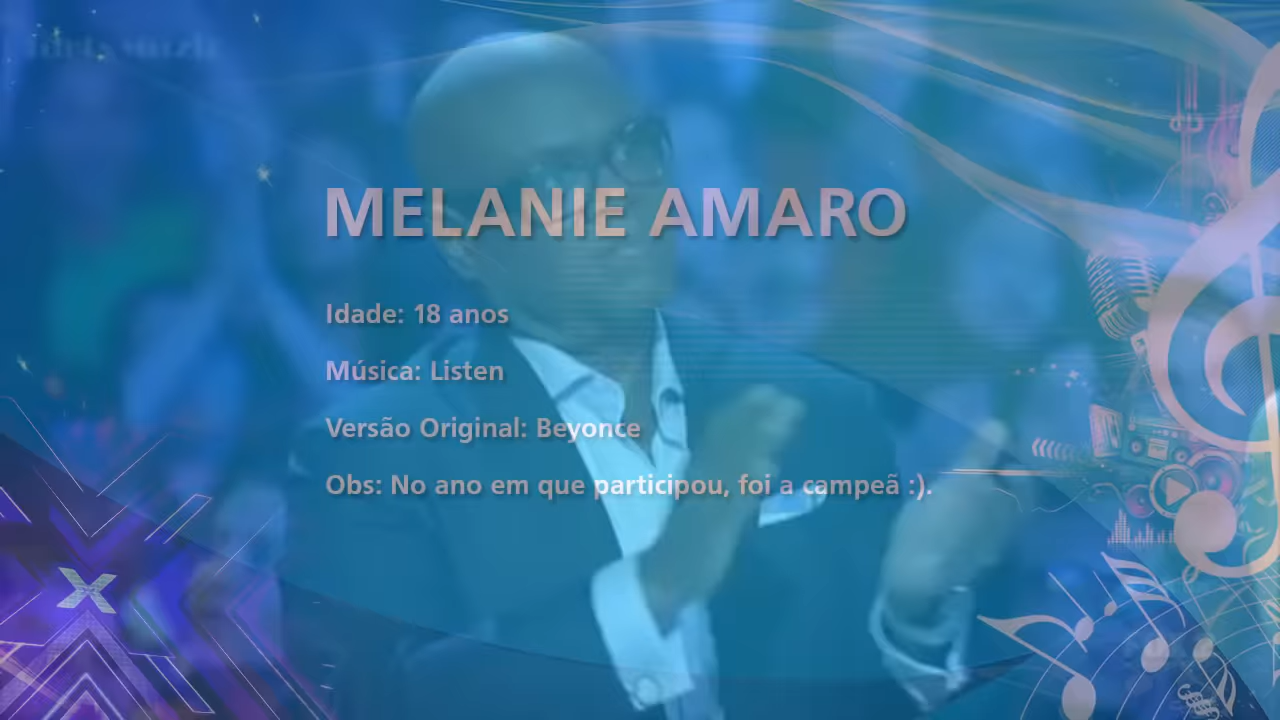 MELANIE AMARO
Idade: 18 anos
Música: Listen
Versão Original: Beyonce
Obs: No ano em que participou, foi a campeã :).
X